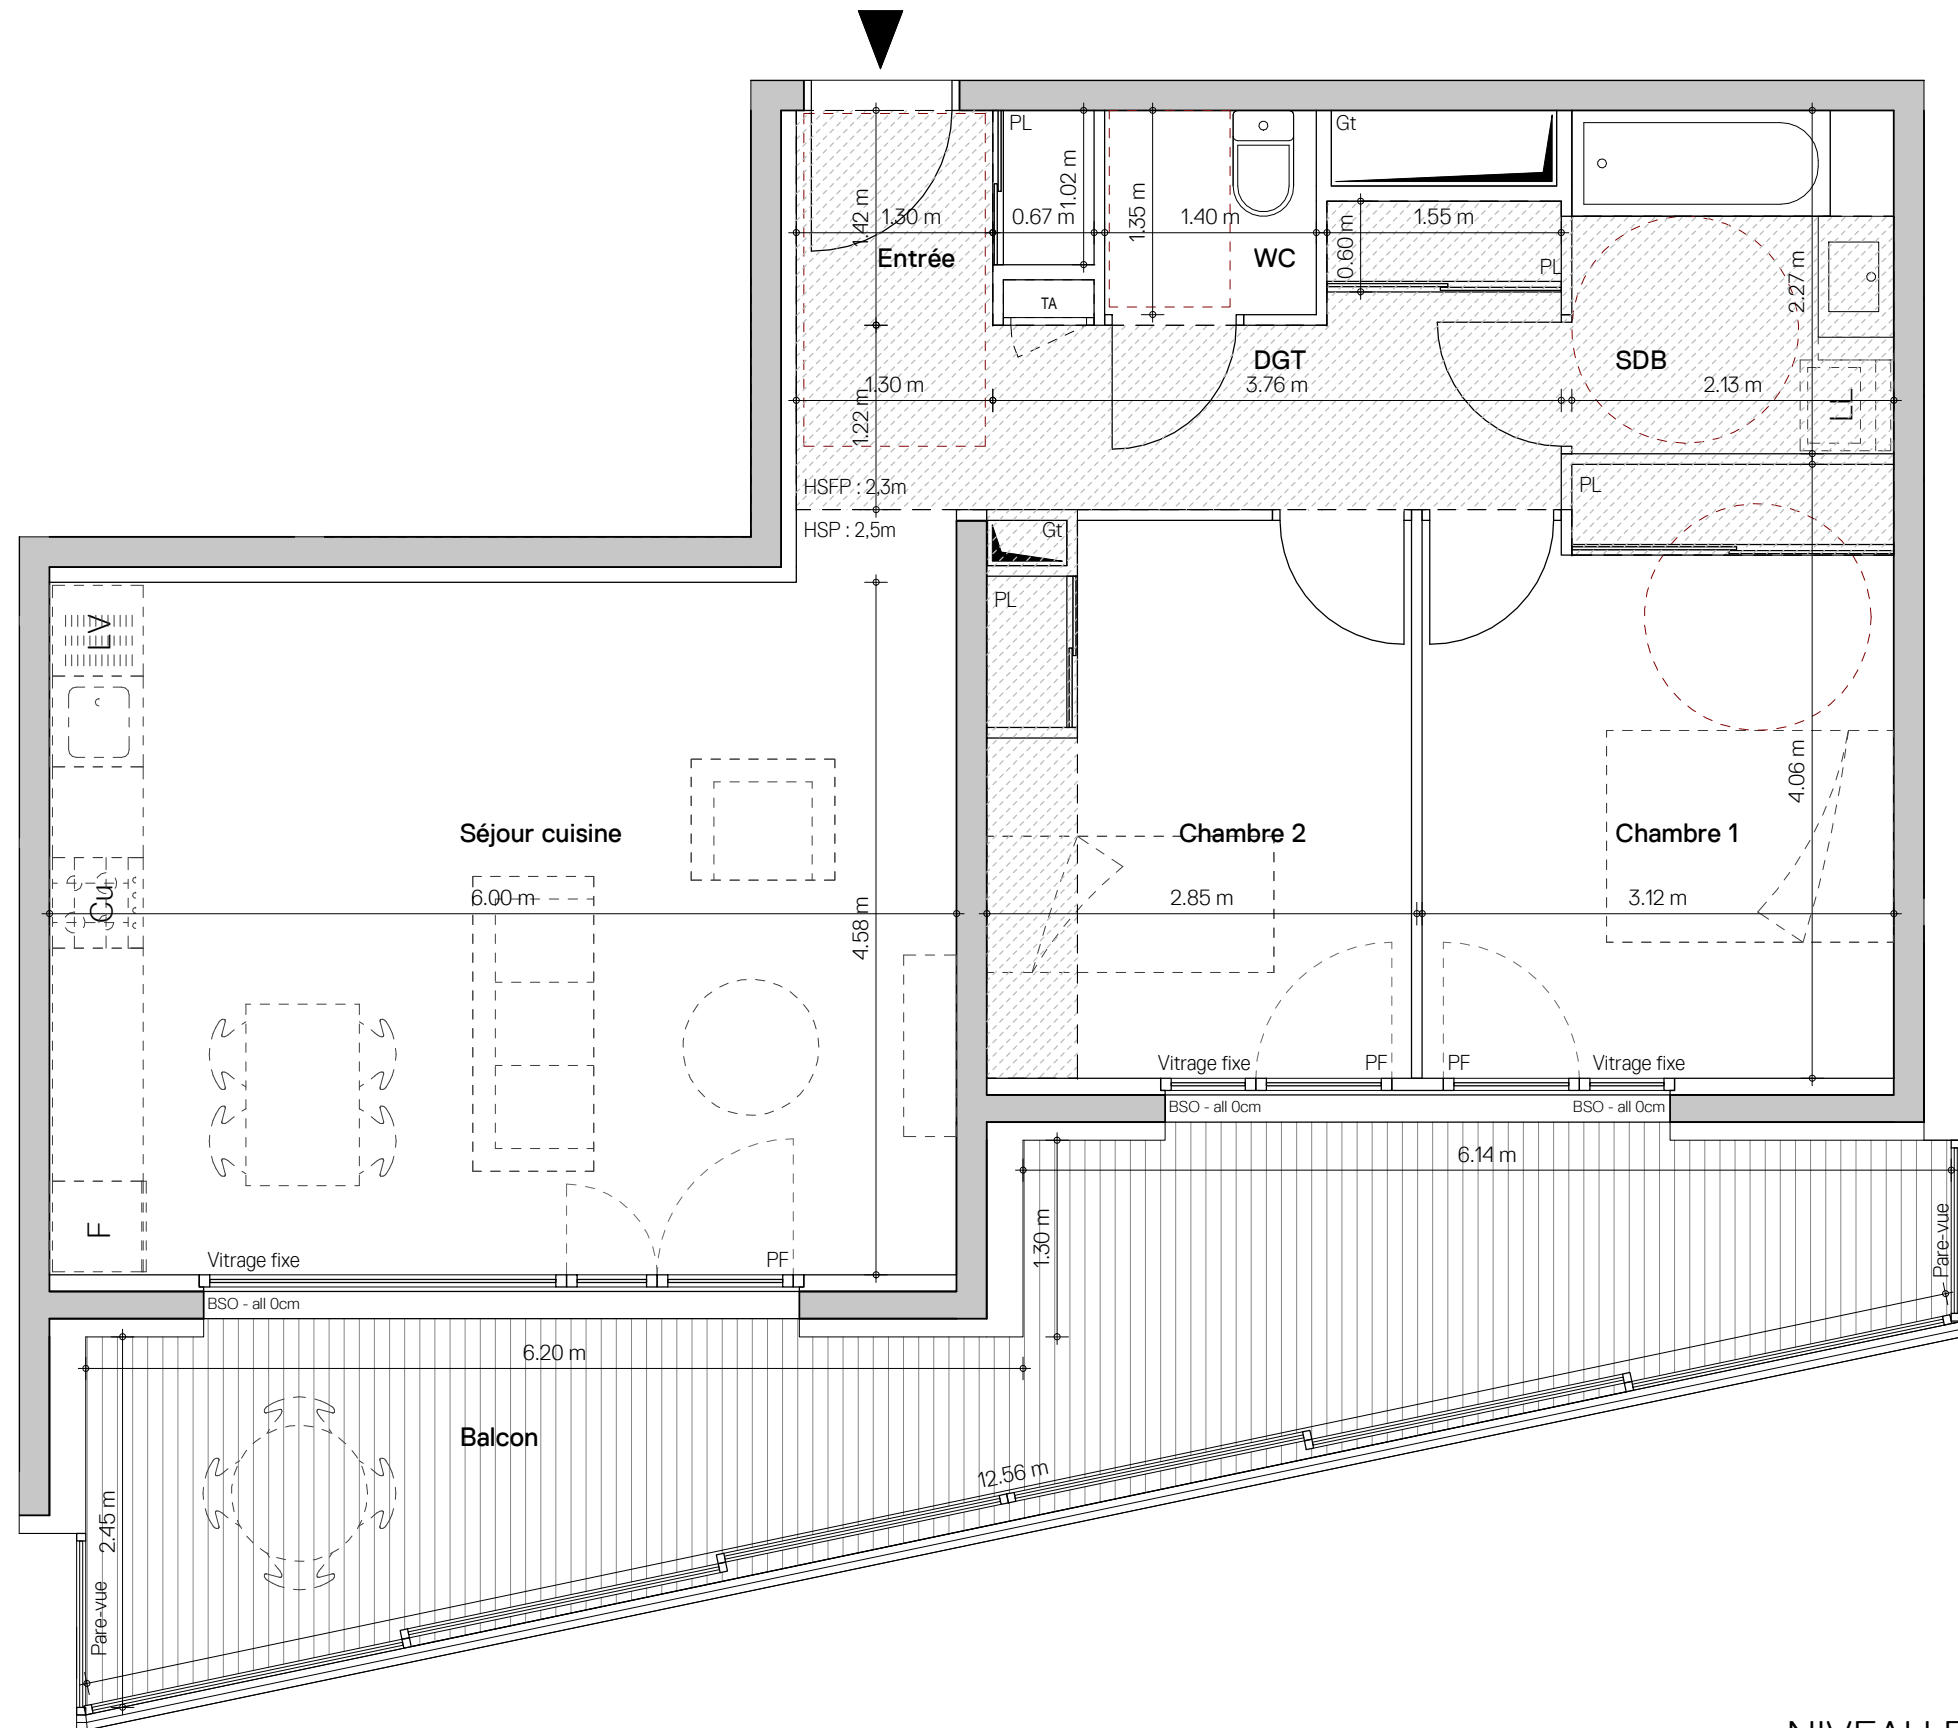 PL
Gt
1.42 m
1.30 m
0.67 m
1.02 m
1.35 m
1.40 m
1.55 m
0.60 m
PL
2.27 m
Entrée
WC
TA
DGT
SDB
1.30 m
3.76 m
2.13 m
1.22 m
LL
HSFP : 2,3m
HSP : 2,5m
PL
Gt
PL
LV
4.06 m
Séjour cuisine
Chambre 2
Chambre 1
Cu
6.00 m
2.85 m
3.12 m
4.58 m
Vitrage fixe
PF
PF
Vitrage fixe
BSO - all 0cm
BSO - all 0cm
6.14 m
F
1.30 m
Pare-vue
Vitrage fixe
PF
BSO - all 0cm
6.20 m
Balcon
12.56 m
2.45 m
Pare-vue